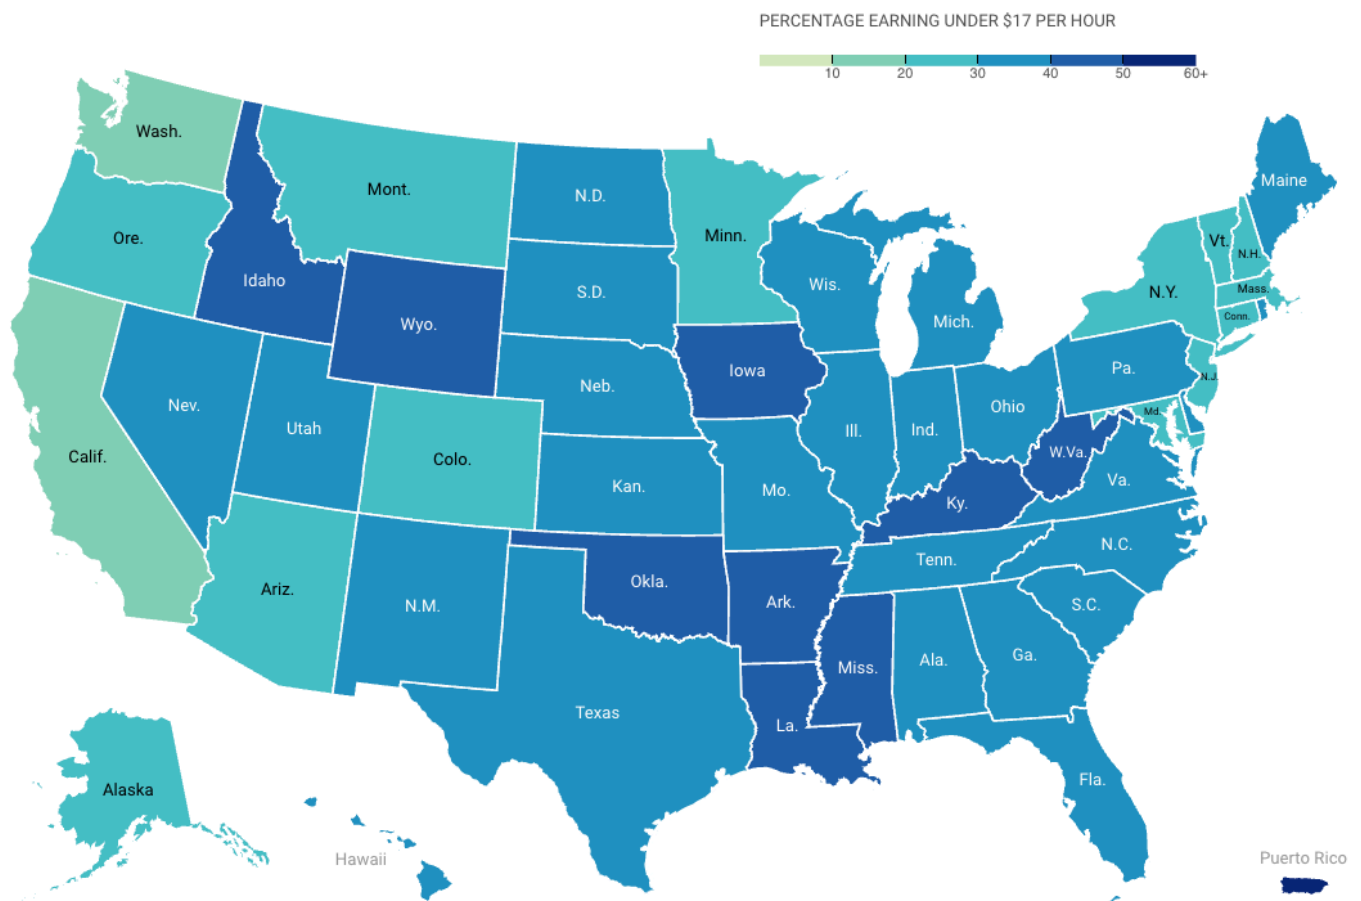 PERCENTAGE EARNING UNDER $17 PER HOUR
10 20 30 40 50 60+
Wash.
Mont.
N.D.
Maine
Ore.
Minn.
Vt.
N.H.
Idaho
S.D.
Wis.
Mass.
N.Y.
Wyo.
Mich.
Conn.
Iowa
Pa.
N.J.
Neb.
Nev.
Ohio
Md.
Utah
Ill.
Ind.
Calif.
Colo.
W.Va.
Kan.
Mo.
Va.
Ky.
N.C.
Tenn.
Okla.
Ariz.
Ark.
N.M.
S.C.
Ga.
Ala.
Miss.
Texas
La.
Fla.
Alaska
Hawaii
Puerto Rico